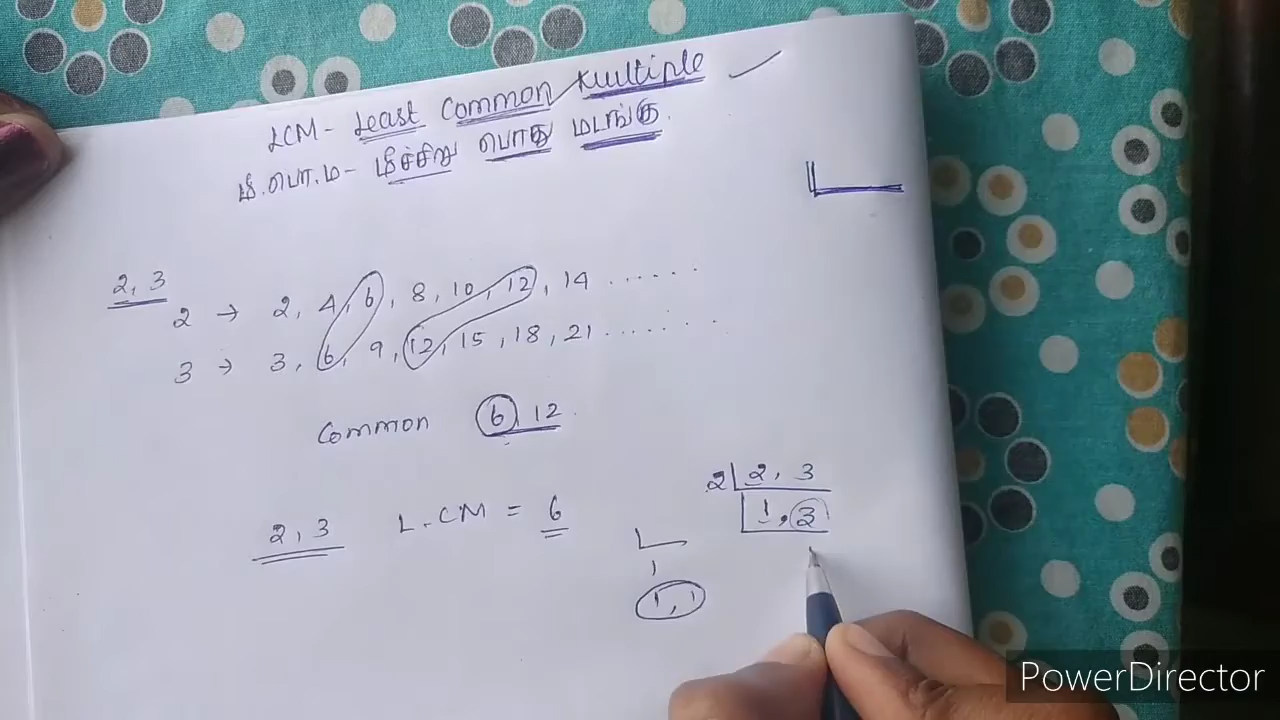 LCM - Least Common Multiple
மீ.பொ.ம - மீச்சிறு பொது மடங்கு.
2, 3
2 → 2, 4, 6, 8, 10, 12, 14 ......
3 → 3, 6, 9, 12, 15, 18, 21 .......
Common 6, 12.
2, 3 L.CM = 6
2 2, 3
1, 3
1
1, 1
PowerDirector